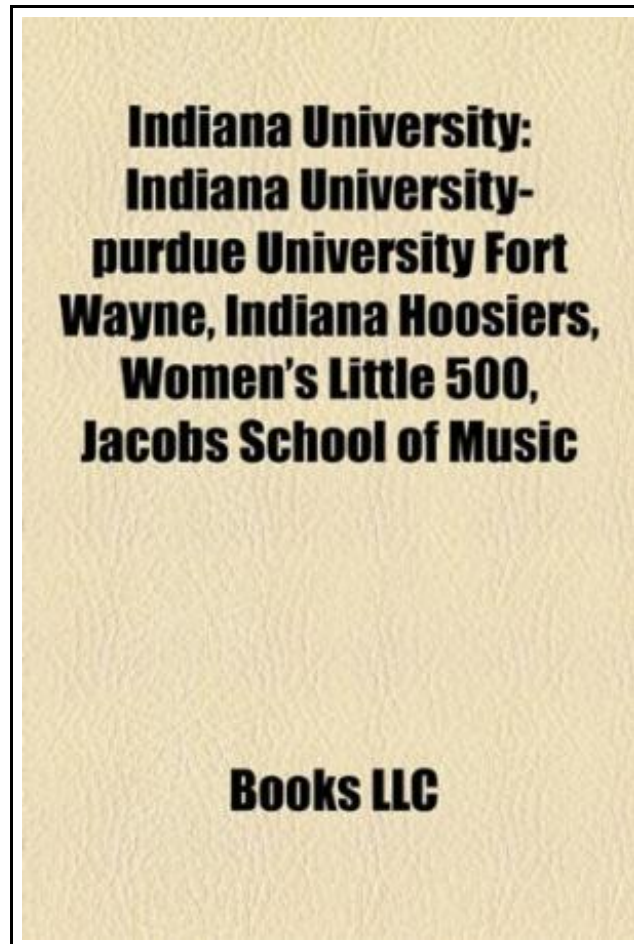 Indiana University:
Indiana University-
purdue University Fort
Wayne, Indiana Hoosiers,
Women's Little 500,
Jacobs School of Music
Books LLC